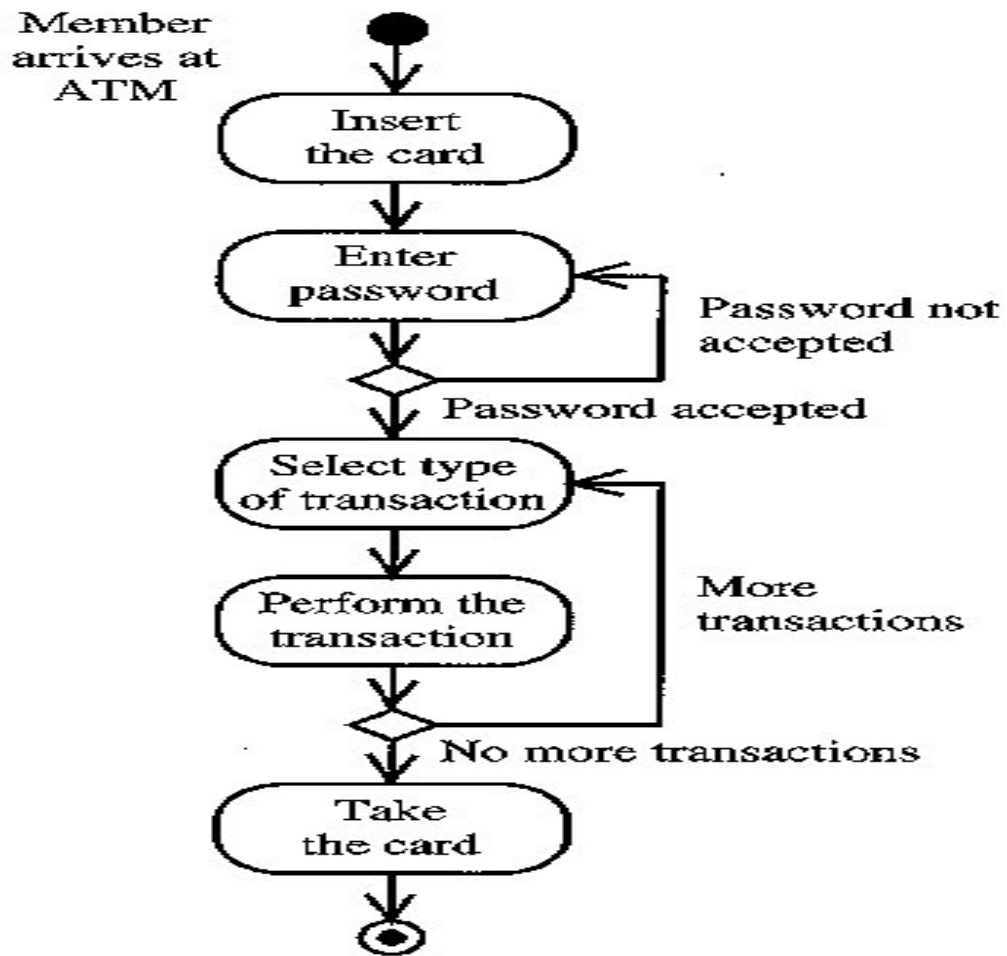 Member
arrives at
ATM
Insert
the card
Enter
password
Password not
accepted
Password accepted
Select type
of transaction
More
transactions
Perform the
transaction
No more transactions
Take
the card